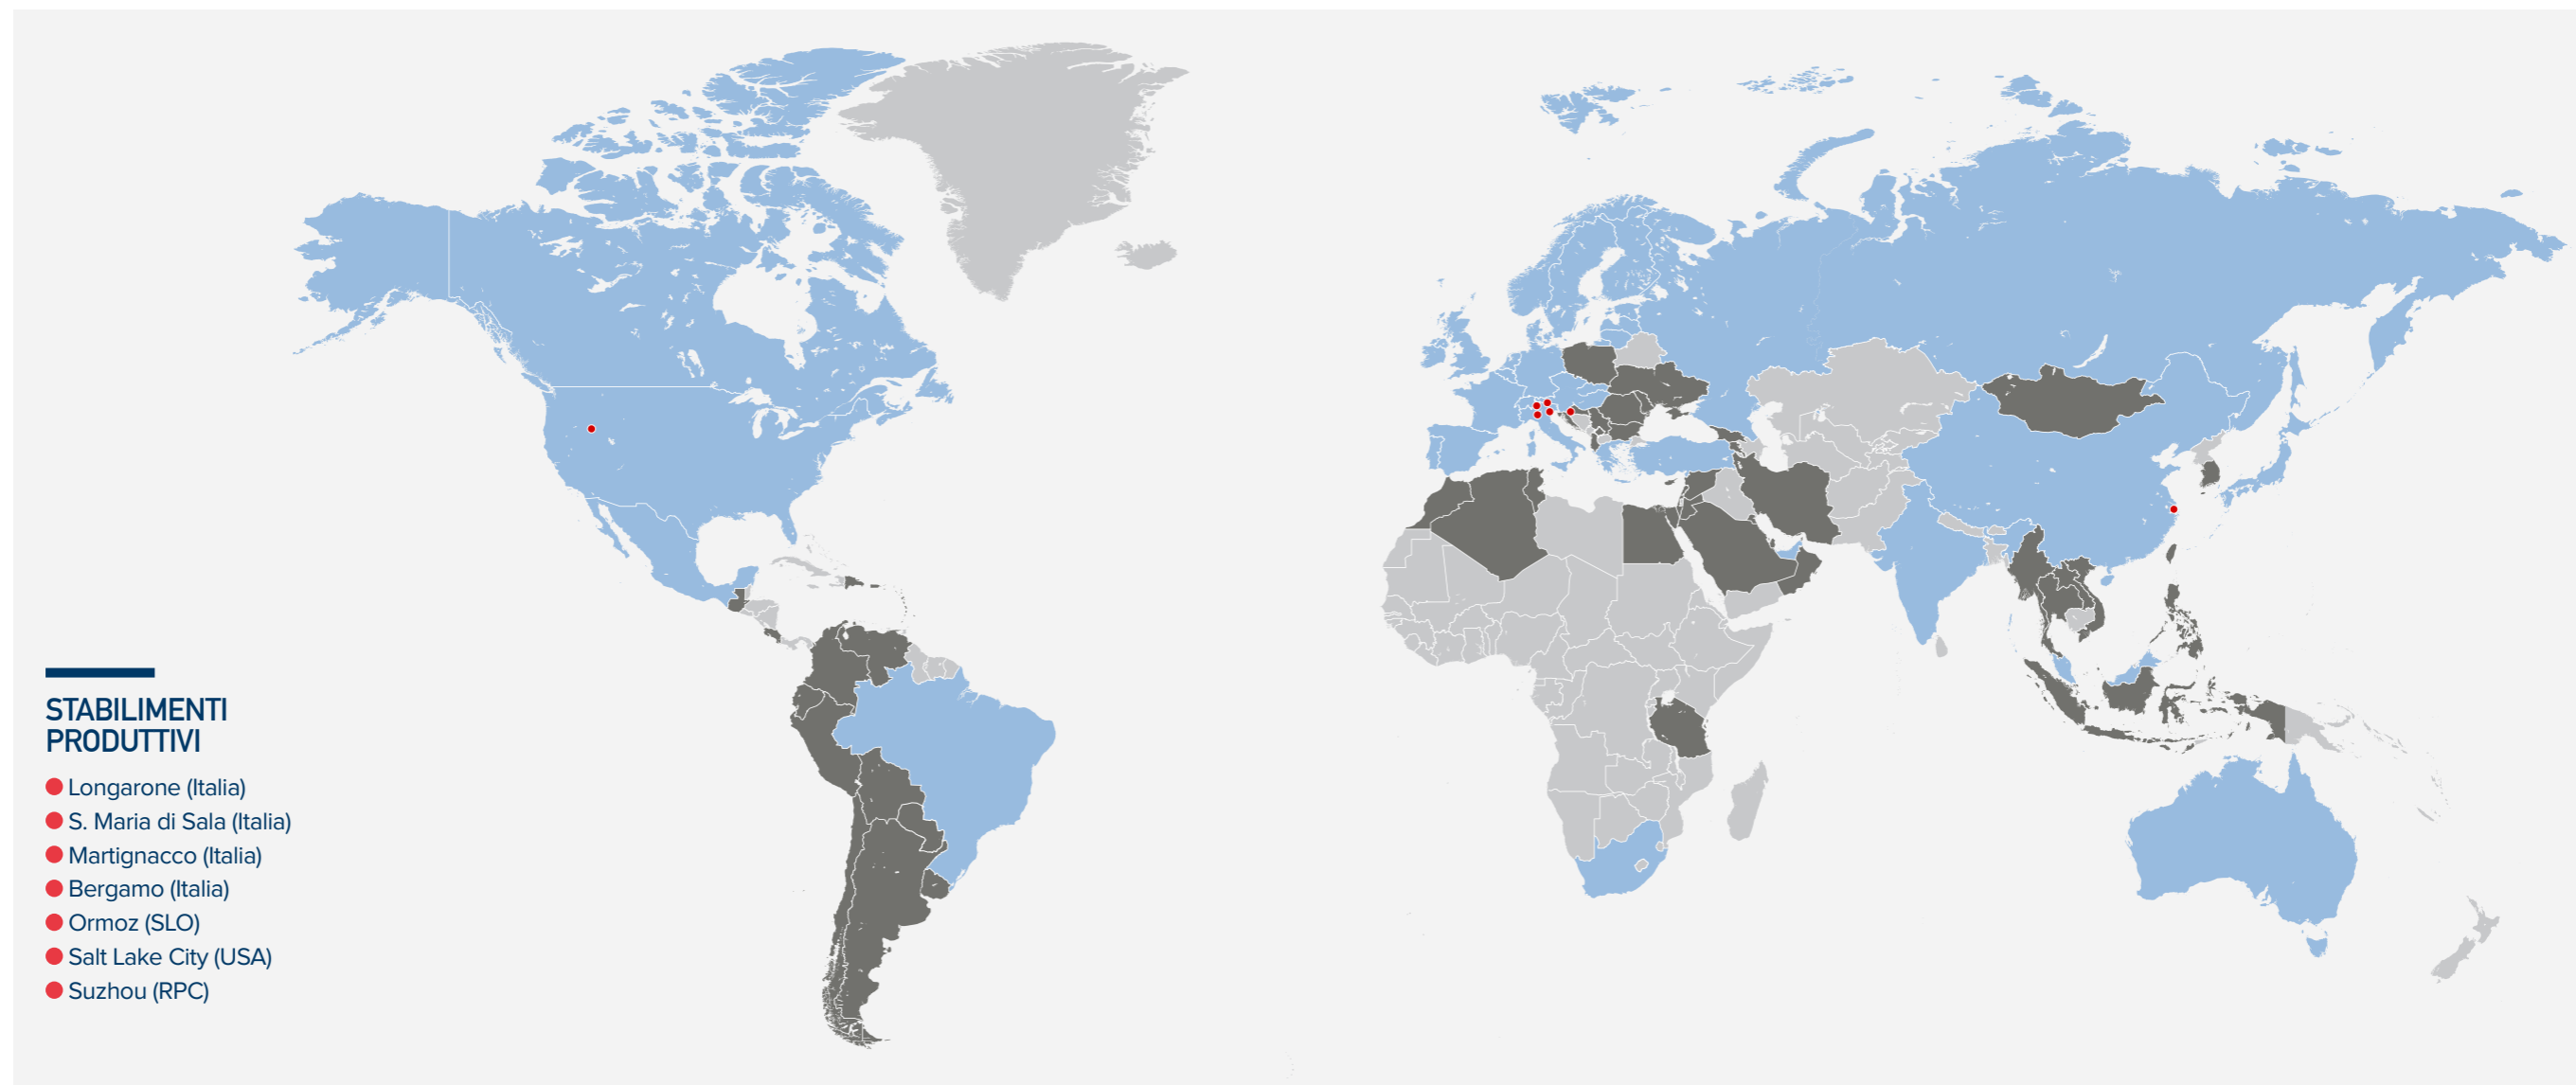 STABILIMENTI
PRODUTTIVI
Longarone (Italia)
S. Maria di Sala (Italia)
Martignacco (Italia)
Bergamo (Italia)
Ormoz (SLO)
Salt Lake City (USA)
Suzhou (RPC)